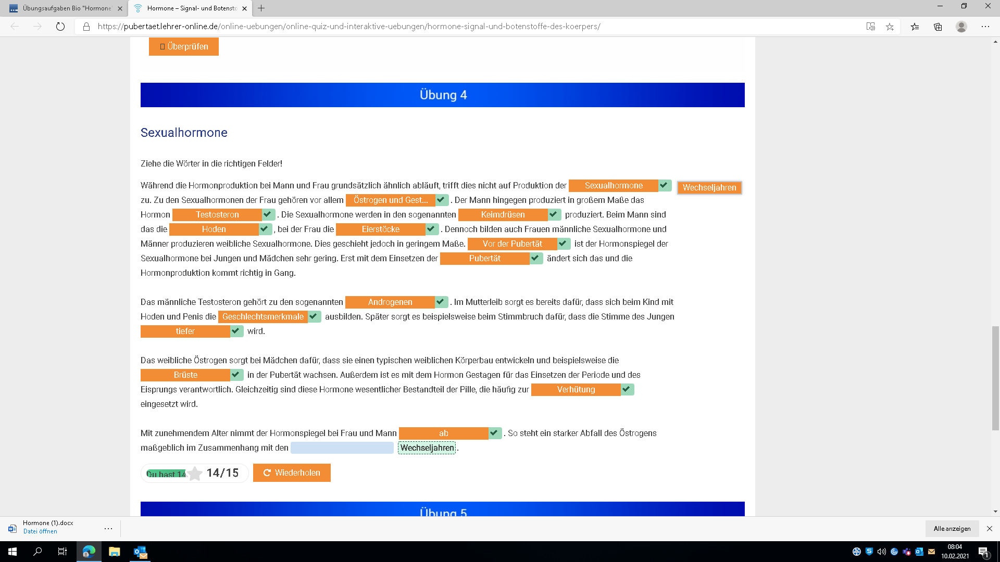 Übungsaufgaben Bio "Hormone"
Hormone – Signal- und Botensto
https://pubertaet.lehrer-online.de/online-uebungen/online-quiz-und-interaktive-uebungen/hormone-signal-und-botenstoffe-des-koerpers/
Überprüfen
Übung 4
Sexualhormone
Ziehe die Wörter in die richtigen Felder!
Während die Hormonproduktion bei Mann und Frau grundsätzlich ähnlich abläuft, trifft dies nicht auf Produktion der Sexualhormone
Wechseljahren
zu. Zu den Sexualhormonen der Frau gehören vor allem Östrogen und Gest... . Der Mann hingegen produziert in großem Maße das
Hormon Testosteron . Die Sexualhormone werden in den sogenannten Keimdrüsen produziert. Beim Mann sind
das die Hoden , bei der Frau die Eierstöcke . Dennoch bilden auch Frauen männliche Sexualhormone und
Männer produzieren weibliche Sexualhormone. Dies geschieht jedoch in geringem Maße. Vor der Pubertät ist der Hormonspiegel der
Sexualhormone bei Jungen und Mädchen sehr gering. Erst mit dem Einsetzen der Pubertät ändert sich das und die
Hormonproduktion kommt richtig in Gang.
Das männliche Testosteron gehört zu den sogenannten Androgenen . Im Mutterleib sorgt es bereits dafür, dass sich beim Kind mit
Hoden und Penis die Geschlechtsmerkmale ausbilden. Später sorgt es beispielsweise beim Stimmbruch dafür, dass die Stimme des Jungen
tiefer wird.
Das weibliche Östrogen sorgt bei Mädchen dafür, dass sie einen typischen weiblichen Körperbau entwickeln und beispielsweise die
Brüste in der Pubertät wachsen. Außerdem ist es mit dem Hormon Gestagen für das Einsetzen der Periode und des
Eisprungs verantwortlich. Gleichzeitig sind diese Hormone wesentlicher Bestandteil der Pille, die häufig zur Verhütung
eingesetzt wird.
Mit zunehmendem Alter nimmt der Hormonspiegel bei Frau und Mann ab . So steht ein starker Abfall des Östrogens
maßgeblich im Zusammenhang mit den Wechseljahren .
Du hast 14 14/15 Wiederholen
Übung 5
Hormone (1).docx
Datei öffnen
Alle anzeigen
08:04
10.02.2021
1